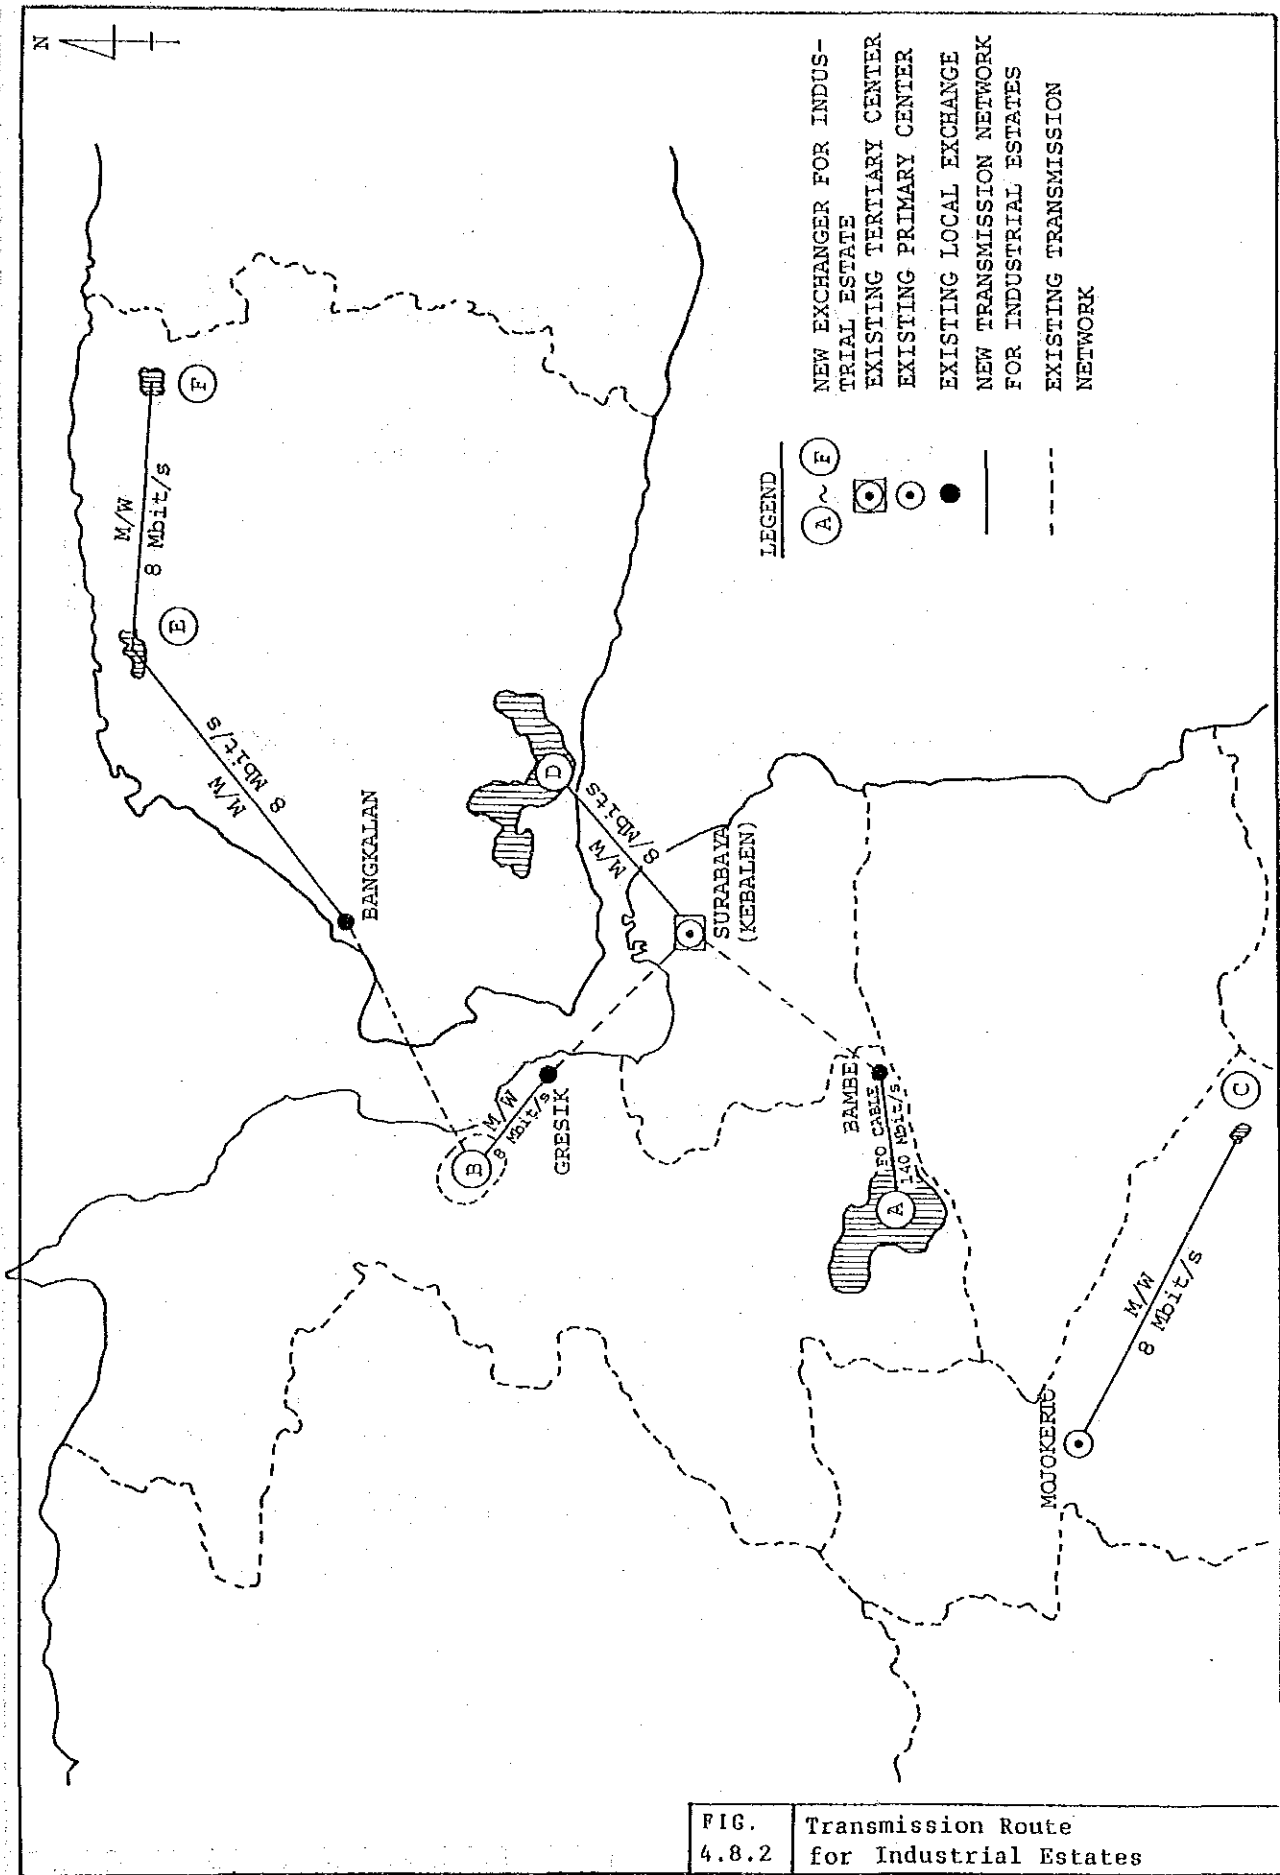 N
M/W
8 Mbit/s
F
E
M/W
8 Mbit/s
BANGKALAN
D
M/W
8/Mbits
SURABAYA
(KEBALEN)
B
M/W
8 Mbit/s
GRESIK
BAMBE
FO CABLE
140 Mbit/s
A
C
M/W
8 Mbit/s
MOJOKERTO
LEGEND
A ~ F
NEW EXCHANGER FOR INDUS-
TRIAL ESTATE
EXISTING TERTIARY CENTER
EXISTING PRIMARY CENTER
EXISTING LOCAL EXCHANGE
NEW TRANSMISSION NETWORK
FOR INDUSTRIAL ESTATES
EXISTING TRANSMISSION
NETWORK
FIG.
4.8.2
Transmission Route
for Industrial Estates